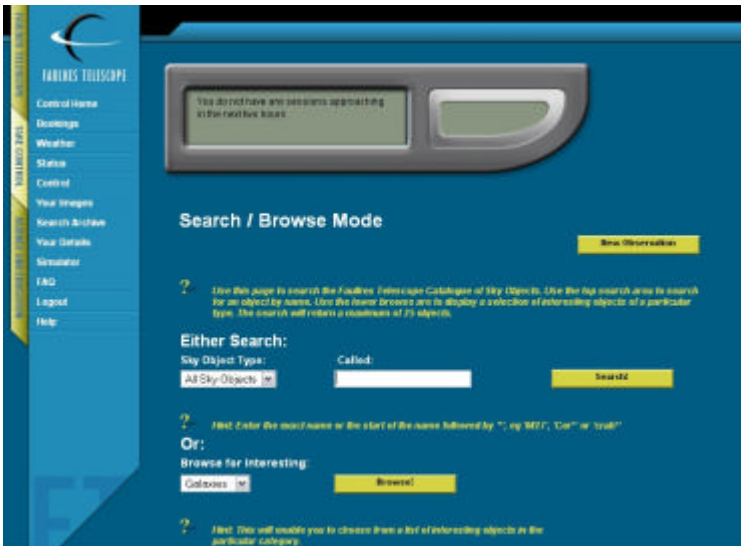 FAULKES TELESCOPE
TAKE CONTROL
FAULKES TELESCOPE
Control Home
Bookings
Weather
Status
Control
Your Images
Search Archive
Your Details
Simulator
FAQ
Logout
Help
You do not have any sessions approaching
in the next two hours
Search / Browse Mode
New Observation
? Use this page to search the Faulkes Telescope Catalogue of Sky Objects. Use the top search area to search
for an object by name. Use the lower browse are to display a selection of interesting objects of a particular
type. The search will return a maximum of 25 objects.
Either Search:
Sky Object Type: Called:
All Sky Objects Search!
? Hint: Enter the exact name or the start of the name followed by '*', eg 'M51', 'Cor*' or 'crab*'
Or:
Browse for interesting:
Galaxies Browse!
? Hint: This will enable you to choose from a list of interesting objects in the
particular category.
FT